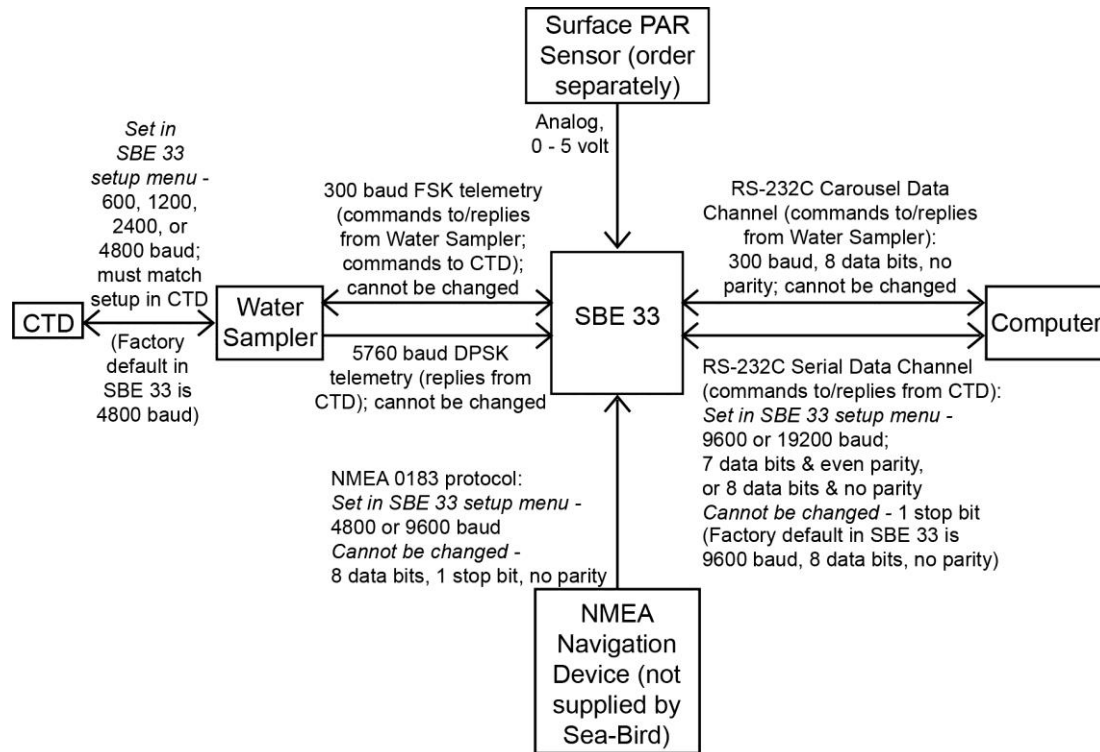 Surface PAR
Sensor (order
separately)
Analog,
0 - 5 volt
Set in
SBE 33
setup menu -
600, 1200,
2400, or
4800 baud;
must match
setup in CTD
300 baud FSK telemetry
(commands to/replies
from Water Sampler;
commands to CTD);
cannot be changed
RS-232C Carousel Data
Channel (commands to/replies
from Water Sampler):
300 baud, 8 data bits, no
parity; cannot be changed
CTD
Water
Sampler
SBE 33
Computer
(Factory
default in
SBE 33 is
4800 baud)
5760 baud DPSK
telemetry (replies from
CTD); cannot be changed
RS-232C Serial Data Channel
(commands to/replies from CTD):
Set in SBE 33 setup menu -
9600 or 19200 baud;
7 data bits & even parity,
or 8 data bits & no parity
Cannot be changed - 1 stop bit
(Factory default in SBE 33 is
9600 baud, 8 data bits, no parity)
NMEA 0183 protocol:
Set in SBE 33 setup menu -
4800 or 9600 baud
Cannot be changed -
8 data bits, 1 stop bit, no parity
NMEA
Navigation
Device (not
supplied by
Sea-Bird)